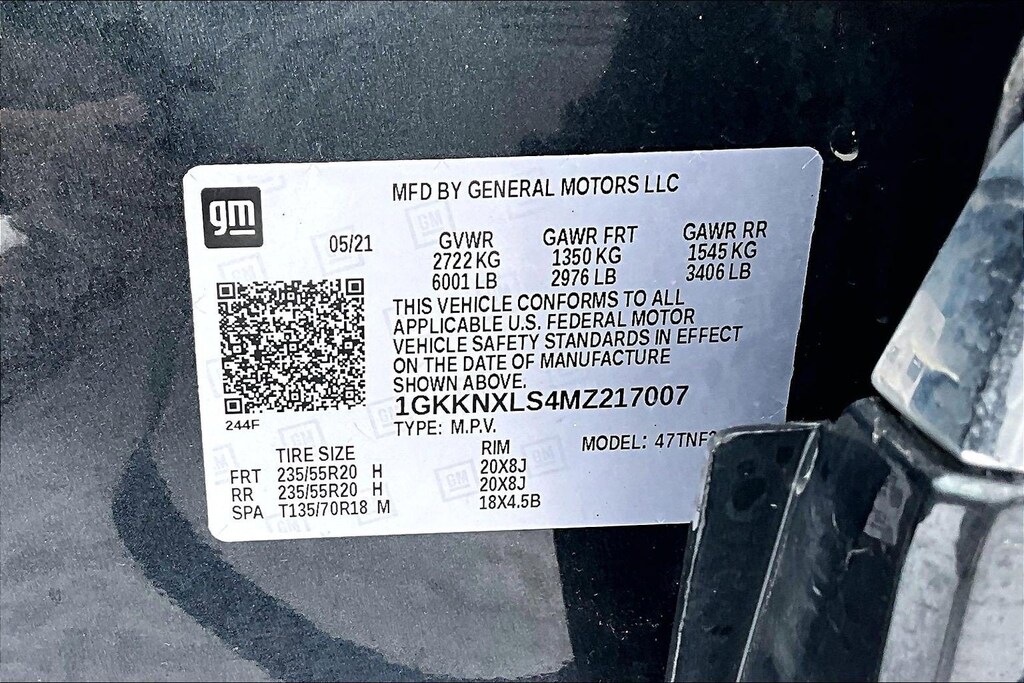 gm
MFD BY GENERAL MOTORS LLC
05/21
GVWR GAWR FRT GAWR RR
2722 KG 1350 KG 1545 KG
6001 LB 2976 LB 3406 LB
THIS VEHICLE CONFORMS TO ALL
APPLICABLE U.S. FEDERAL MOTOR
VEHICLE SAFETY STANDARDS IN EFFECT
ON THE DATE OF MANUFACTURE
SHOWN ABOVE.
1GKKNXLS4MZ217007
244F
TYPE: M.P.V.
MODEL: 47TNF
TIRE SIZE RIM
FRT 235/55R20 H 20X8J
RR 235/55R20 H 20X8J
SPA T135/70R18 M 18X4.5B